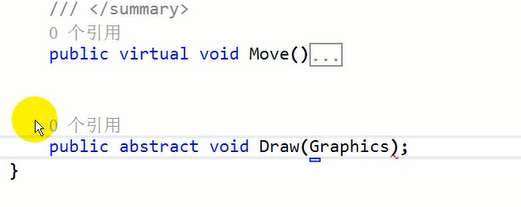 /// </summary>
0 个引用
public virtual void Move()...
0 个引用
public abstract void Draw(Graphics);
}